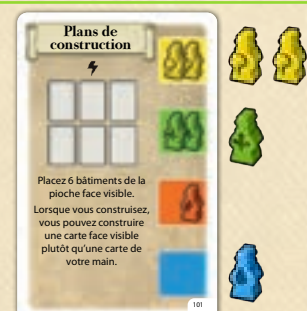 Plans de
construction
Placez 6 bâtiments de la
pioche face visible.
Lorsque vous construisez,
vous pouvez construire
une carte face visible
plutôt qu'une carte de
votre main.
101